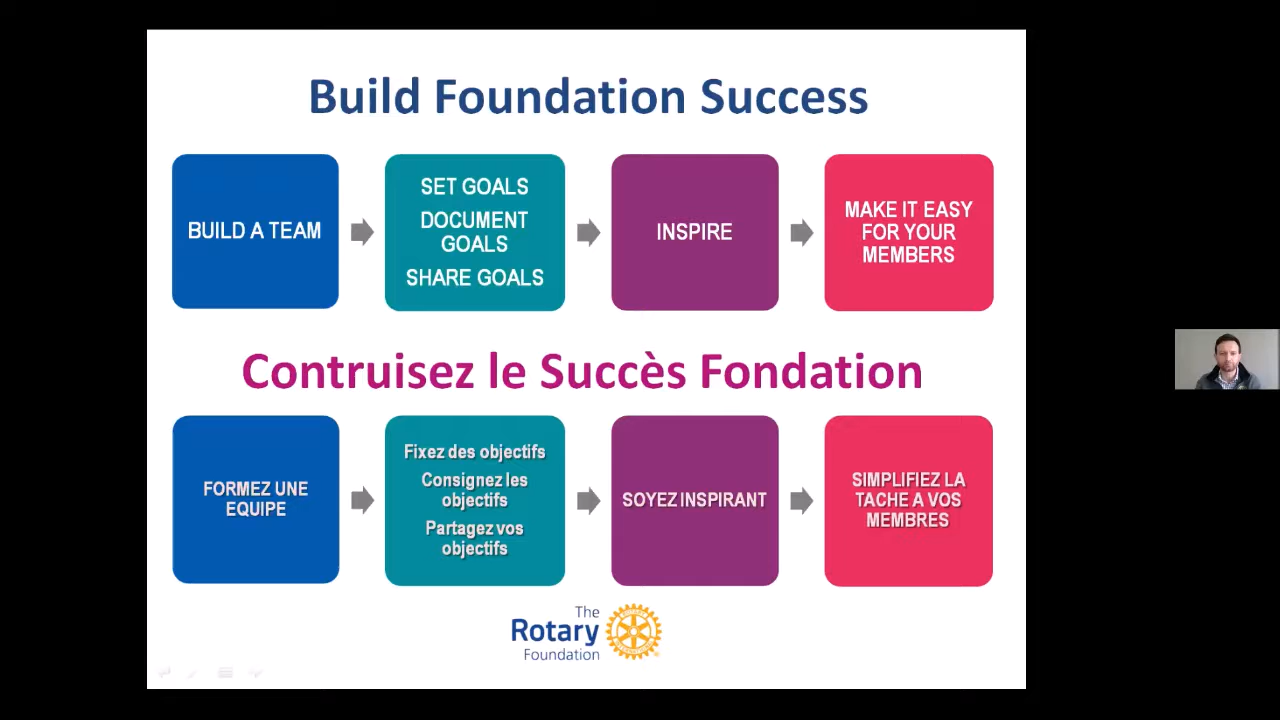 Build Foundation Success
BUILD A TEAM
SET GOALS
DOCUMENT
GOALS
SHARE GOALS
INSPIRE
MAKE IT EASY
FOR YOUR
MEMBERS
Contruisez le Succès Fondation
FORMEZ UNE
EQUIPE
Fixez des objectifs
Consignez les
objectifs
Partagez vos
objectifs
SOYEZ INSPIRANT
SIMPLIFIEZ LA
TACHE A VOS
MEMBRES
The
Rotary
Foundation